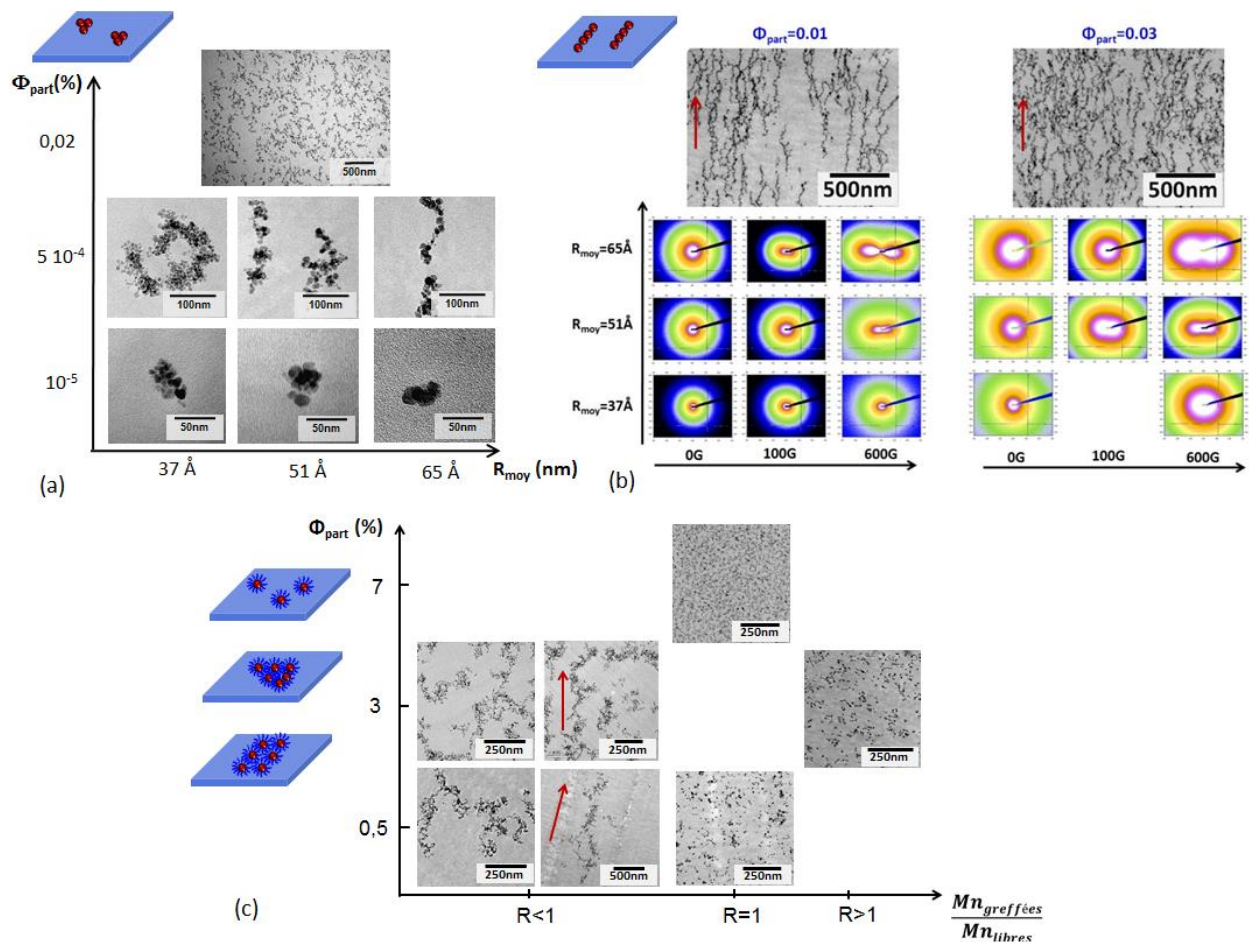 Φpart(%)
0,02
5 10⁻⁴
10⁻⁵
500nm
100nm
100nm
100nm
50nm
50nm
50nm
37 Å
51 Å
65 Å
Rmoy (nm)
(a)
Φpart=0.01
Φpart=0.03
500nm
500nm
Rmoy=65Å
Rmoy=51Å
Rmoy=37Å
0G
100G
600G
0G
100G
600G
(b)
Φpart (%)
7
3
0,5
250nm
250nm
250nm
250nm
250nm
500nm
250nm
R<1
R=1
R>1
Mngreffées
Mnlibres
(c)